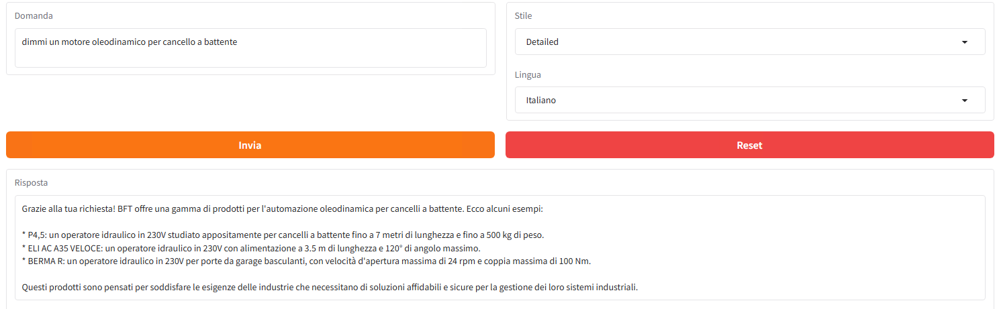 Domanda
dimmi un motore oleodinamico per cancello a battente
Stile
Detailed
Lingua
Italiano
Invia
Reset
Risposta
Grazie alla tua richiesta! BFT offre una gamma di prodotti per l'automazione oleodinamica per cancelli a battente. Ecco alcuni esempi:
* P4,5: un operatore idraulico in 230V studiato appositamente per cancelli a battente fino a 7 metri di lunghezza e fino a 500 kg di peso.
* ELI AC A35 VELOCE: un operatore idraulico in 230V con alimentazione a 3.5 m di lunghezza e 120° di angolo massimo.
* BERMA R: un operatore idraulico in 230V per porte da garage basculanti, con velocità d'apertura massima di 24 rpm e coppia massima di 100 Nm.
Questi prodotti sono pensati per soddisfare le esigenze delle industrie che necessitano di soluzioni affidabili e sicure per la gestione dei loro sistemi industriali.